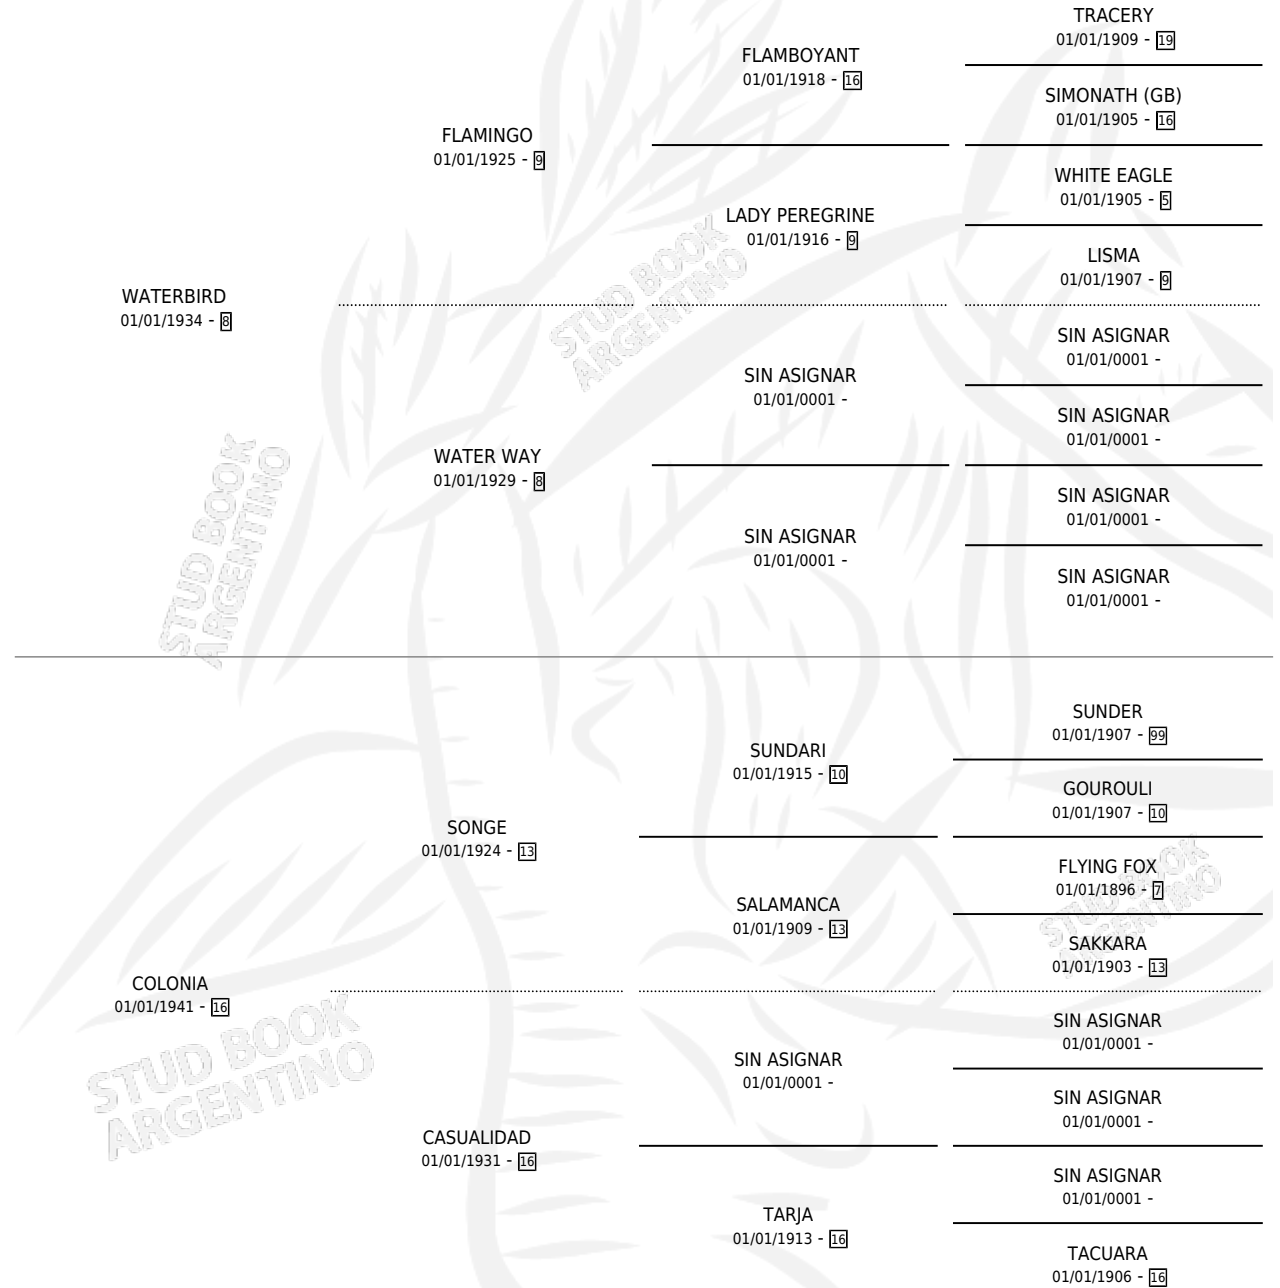 TRACERY
01/01/1909 - 19
FLAMBOYANT
01/01/1918 - 16
SIMONATH (GB)
01/01/1905 - 16
FLAMINGO
01/01/1925 - 9
WHITE EAGLE
01/01/1905 - 5
LADY PEREGRINE
01/01/1916 - 9
LISMA
01/01/1907 - 9
WATERBIRD
01/01/1934 - 8
SIN ASIGNAR
01/01/0001 -
SIN ASIGNAR
01/01/0001 -
SIN ASIGNAR
01/01/0001 -
WATER WAY
01/01/1929 - 8
SIN ASIGNAR
01/01/0001 -
SIN ASIGNAR
01/01/0001 -
SIN ASIGNAR
01/01/0001 -
STUD BOOK
ARGENTINO
STUD BOOK
ARGENTINO
SUNDER
01/01/1907 - 99
SUNDARI
01/01/1915 - 10
GOUROULI
01/01/1907 - 10
SONGE
01/01/1924 - 13
FLYING FOX
01/01/1896 - 7
SALAMANCA
01/01/1909 - 13
SAKKARA
01/01/1903 - 13
COLONIA
01/01/1941 - 16
SIN ASIGNAR
01/01/0001 -
SIN ASIGNAR
01/01/0001 -
SIN ASIGNAR
01/01/0001 -
CASUALIDAD
01/01/1931 - 16
SIN ASIGNAR
01/01/0001 -
TARJA
01/01/1913 - 16
TACUARA
01/01/1906 - 16
STUD BOOK
ARGENTINO
STUD BOOK
ARGENTINO